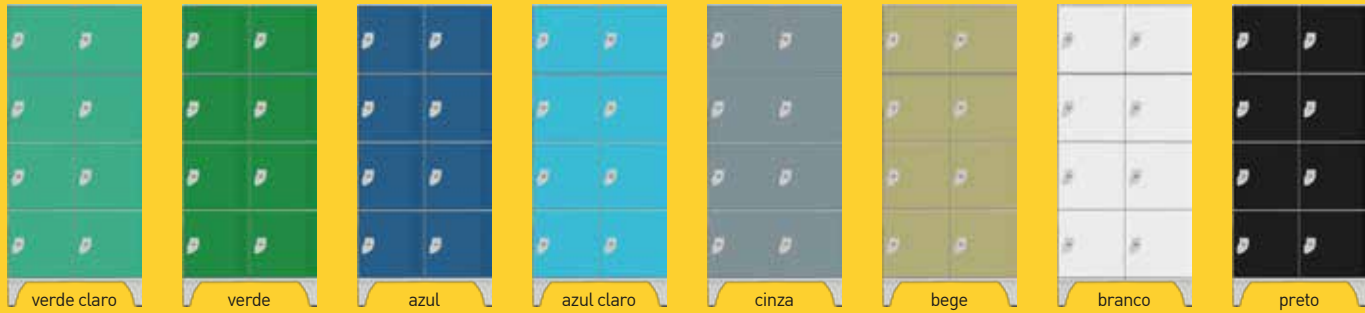 verde claro
verde
azul
azul claro
cinza
bege
branco
preto